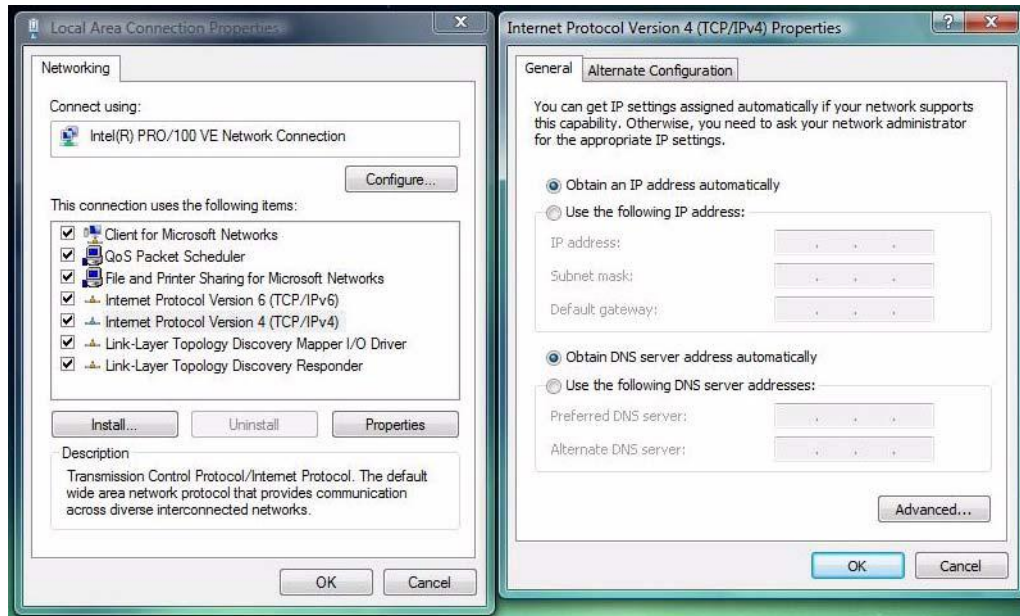 Local Area Connection Properties
Networking
Connect using:
Intel(R) PRO/100 VE Network Connection
Configure...
This connection uses the following items:
Client for Microsoft Networks
QoS Packet Scheduler
File and Printer Sharing for Microsoft Networks
Internet Protocol Version 6 (TCP/IPv6)
Internet Protocol Version 4 (TCP/IPv4)
Link-Layer Topology Discovery Mapper I/O Driver
Link-Layer Topology Discovery Responder
Install...
Uninstall
Properties
Description
Transmission Control Protocol/Internet Protocol. The default
wide area network protocol that provides communication
across diverse interconnected networks.
OK
Cancel
Internet Protocol Version 4 (TCP/IPv4) Properties
General
Alternate Configuration
You can get IP settings assigned automatically if your network supports
this capability. Otherwise, you need to ask your network administrator
for the appropriate IP settings.
Obtain an IP address automatically
Use the following IP address:
IP address:
Subnet mask:
Default gateway:
Obtain DNS server address automatically
Use the following DNS server addresses:
Preferred DNS server:
Alternate DNS server:
Advanced...
OK
Cancel